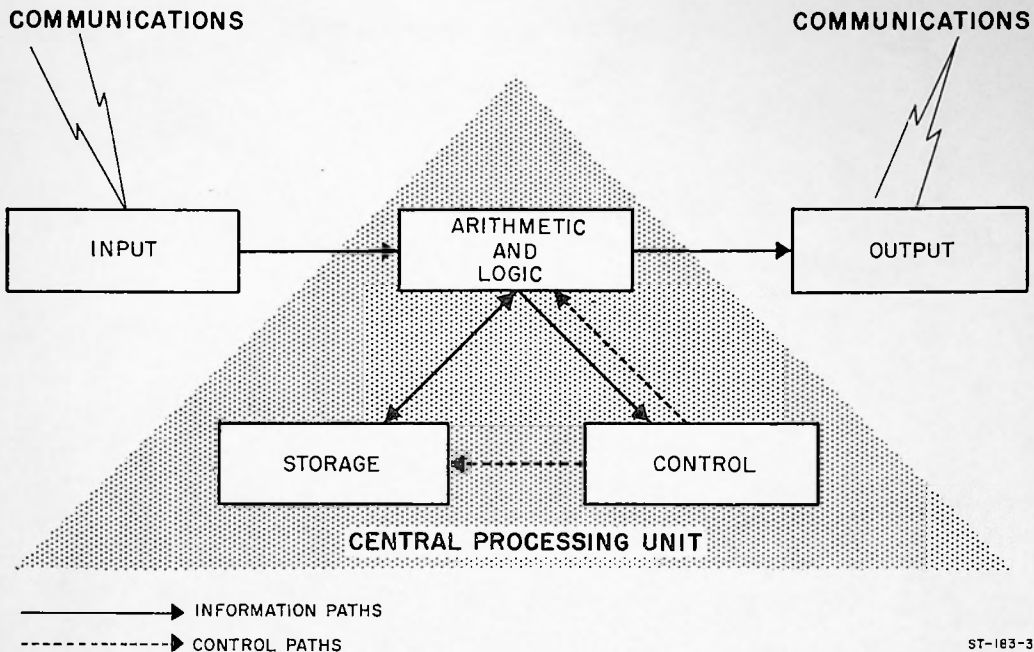 COMMUNICATIONS
COMMUNICATIONS
INPUT
ARITHMETIC
AND
LOGIC
OUTPUT
STORAGE
CONTROL
CENTRAL PROCESSING UNIT
INFORMATION PATHS
CONTROL PATHS
ST-183-3